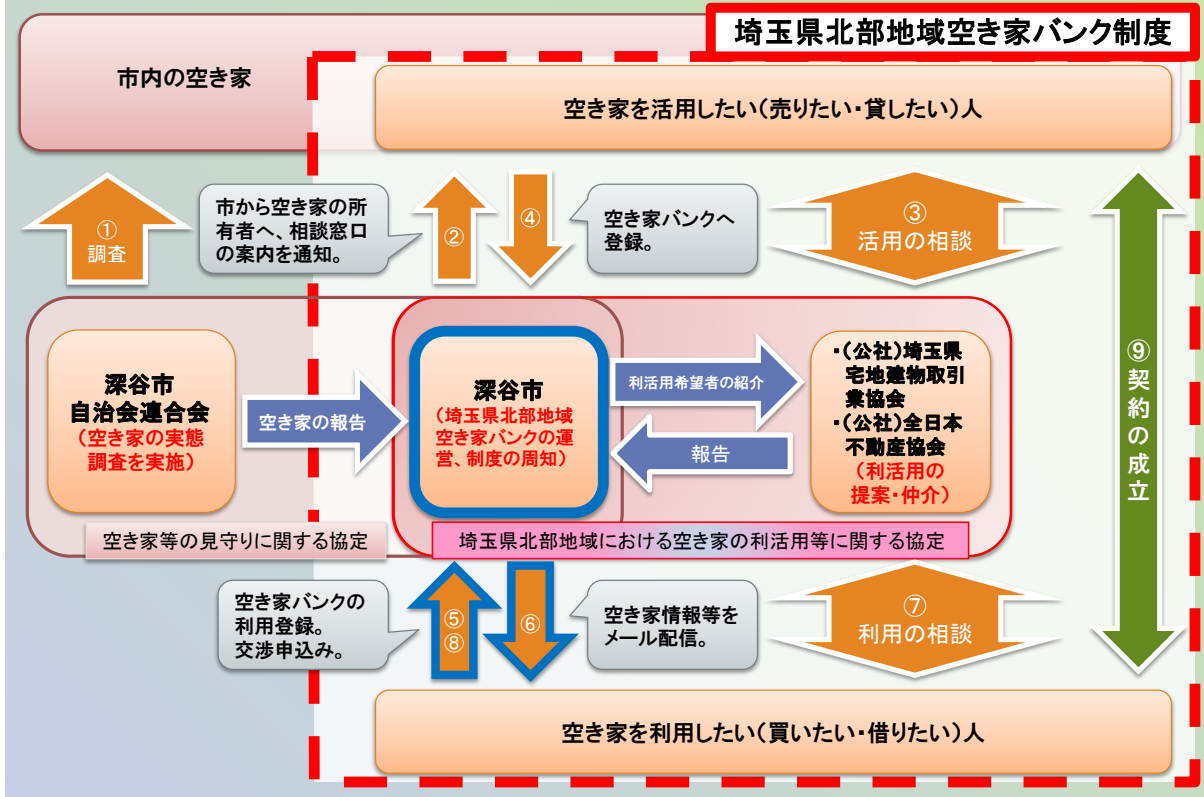 埼玉県北部地域空き家バンク制度
市内の空き家
空き家を活用したい(売りたい・貸したい)人
①
調査
市から空き家の所
有者へ、相談窓口
の案内を通知。
②
④
空き家バンクへ
登録。
③
活用の相談
深谷市
自治会連合会
(空き家の実態
調査を実施)
空き家の報告
深谷市
(埼玉県北部地域
空き家バンクの運
営、制度の周知)
利活用希望者の紹介
報告
・(公社)埼玉県
宅地建物取引
業協会
・(公社)全日本
不動産協会
(利活用の
提案・仲介)
⑨契約の成立
空き家等の見守りに関する協定
埼玉県北部地域における空き家の利活用等に関する協定
空き家バンクの
利用登録。
交渉申込み。
⑤
⑧
⑥
空き家情報等を
メール配信。
⑦
利用の相談
空き家を利用したい(買いたい・借りたい)人